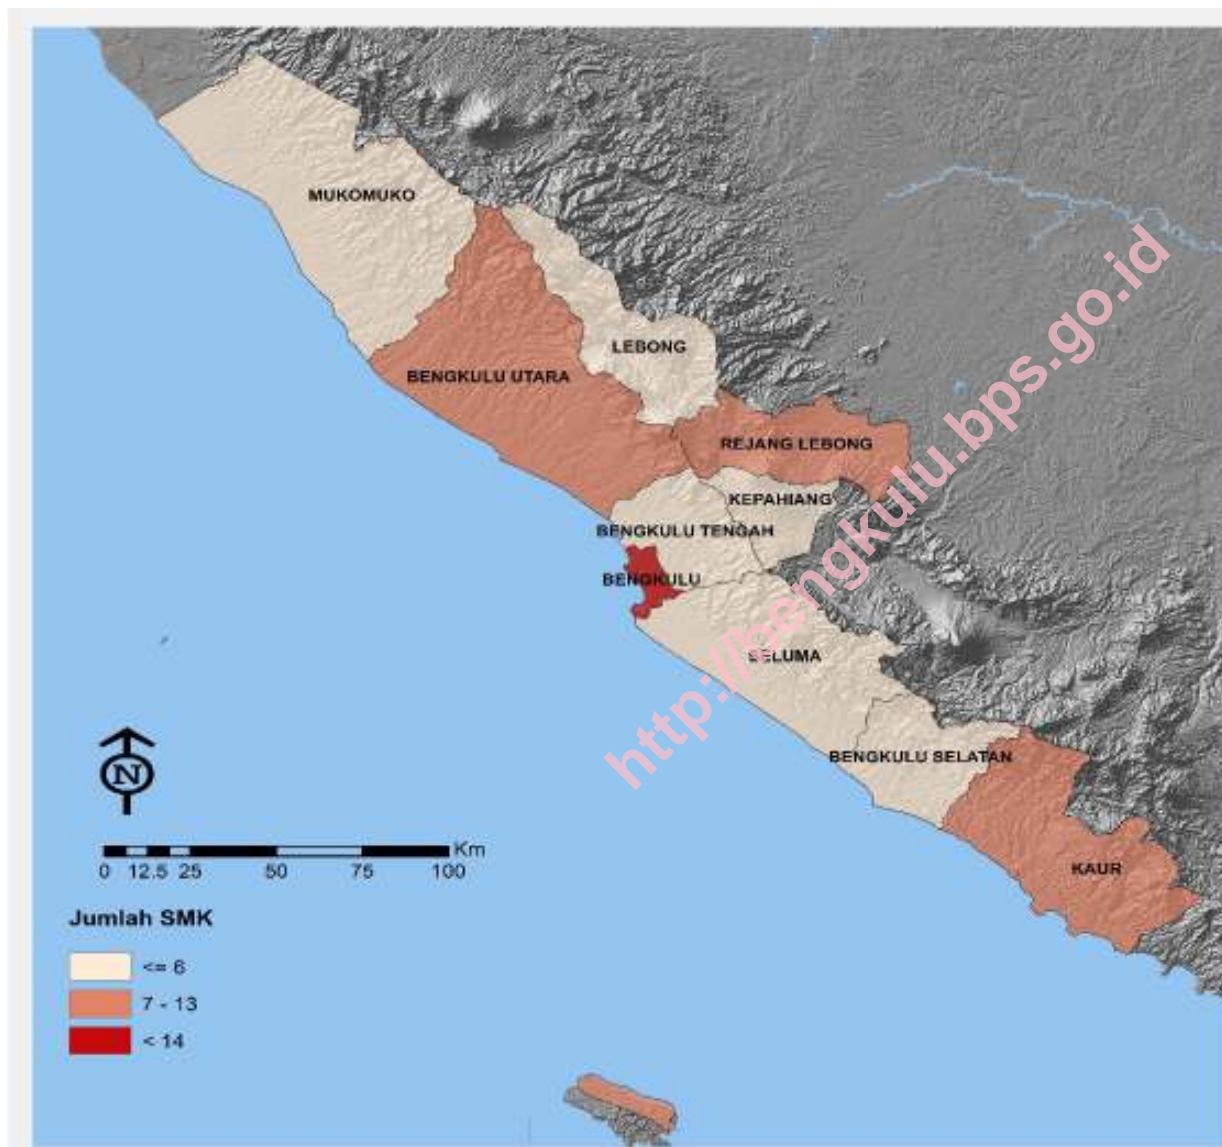 MUKOMUKO
LEBONG
BENGKULU UTARA
REJANG LEBONG
KEPAHIANG
BENGKULU TENGAH
BENGKULU
SELUMA
BENGKULU SELATAN
KAUR
http://bengkulu.bps.go.id
N
Km
0 12.5 25 50 75 100
Jumlah SMK
<= 6
7 - 13
< 14